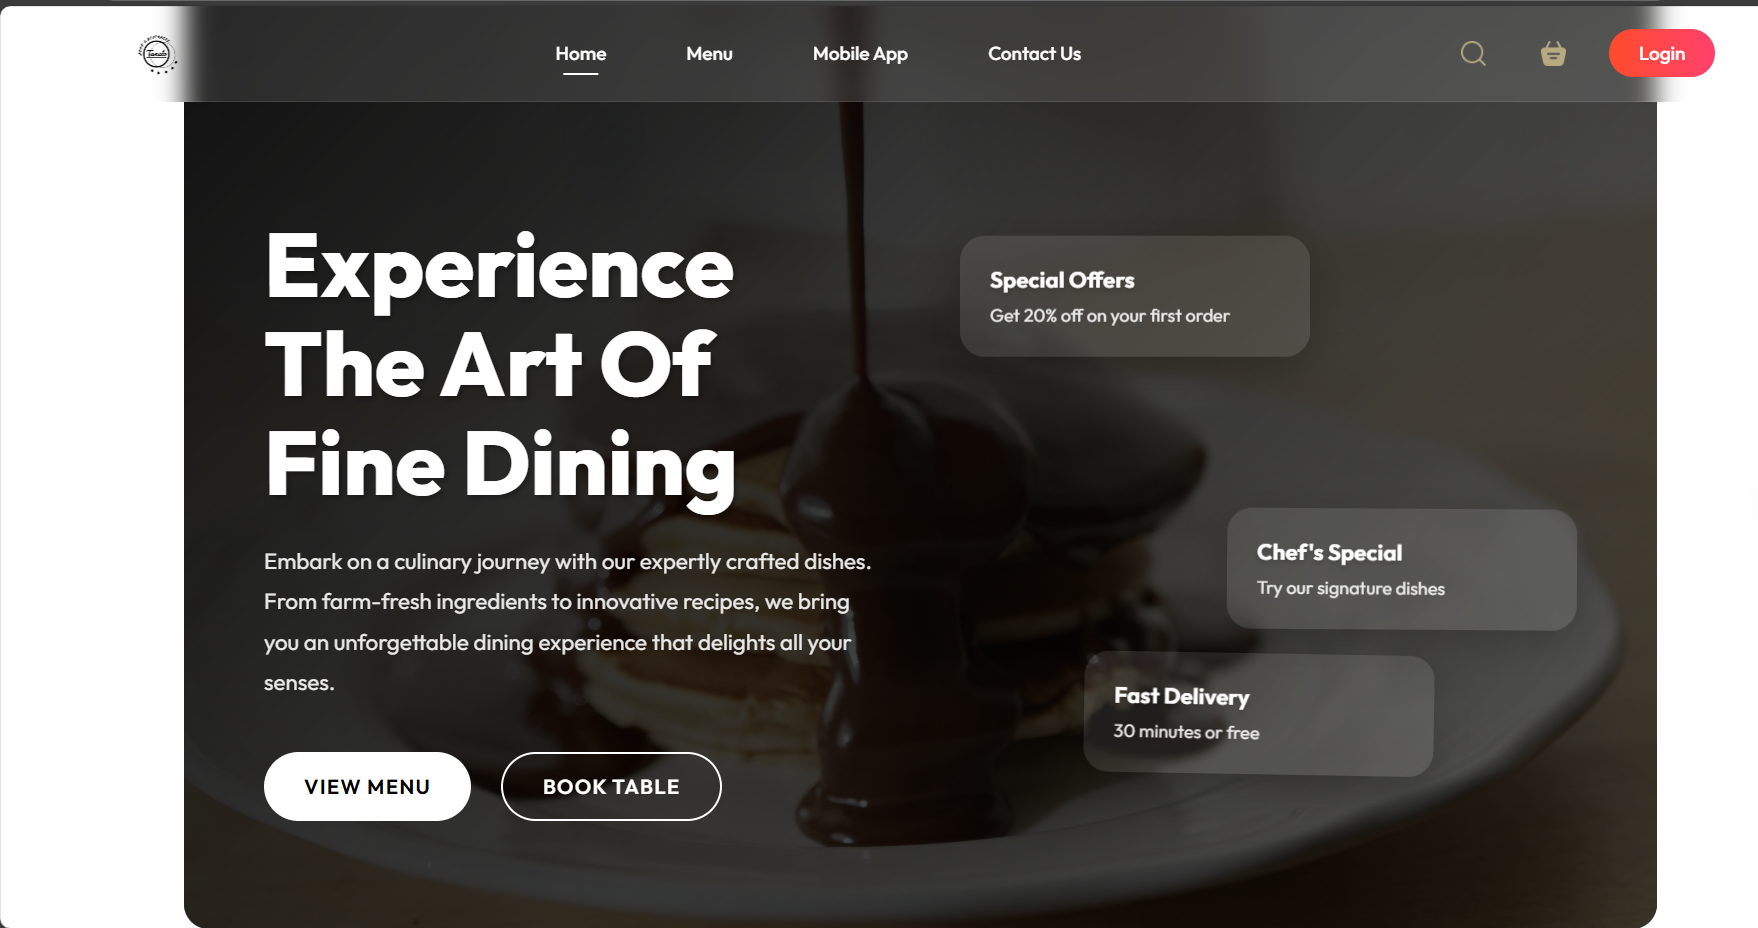 Home
Menu
Mobile App
Contact Us
Login
Experience
The Art Of
Fine Dining
Embark on a culinary journey with our expertly crafted dishes.
From farm-fresh ingredients to innovative recipes, we bring
you an unforgettable dining experience that delights all your
senses.
VIEW MENU
BOOK TABLE
Special Offers
Get 20% off on your first order
Chef's Special
Try our signature dishes
Fast Delivery
30 minutes or free